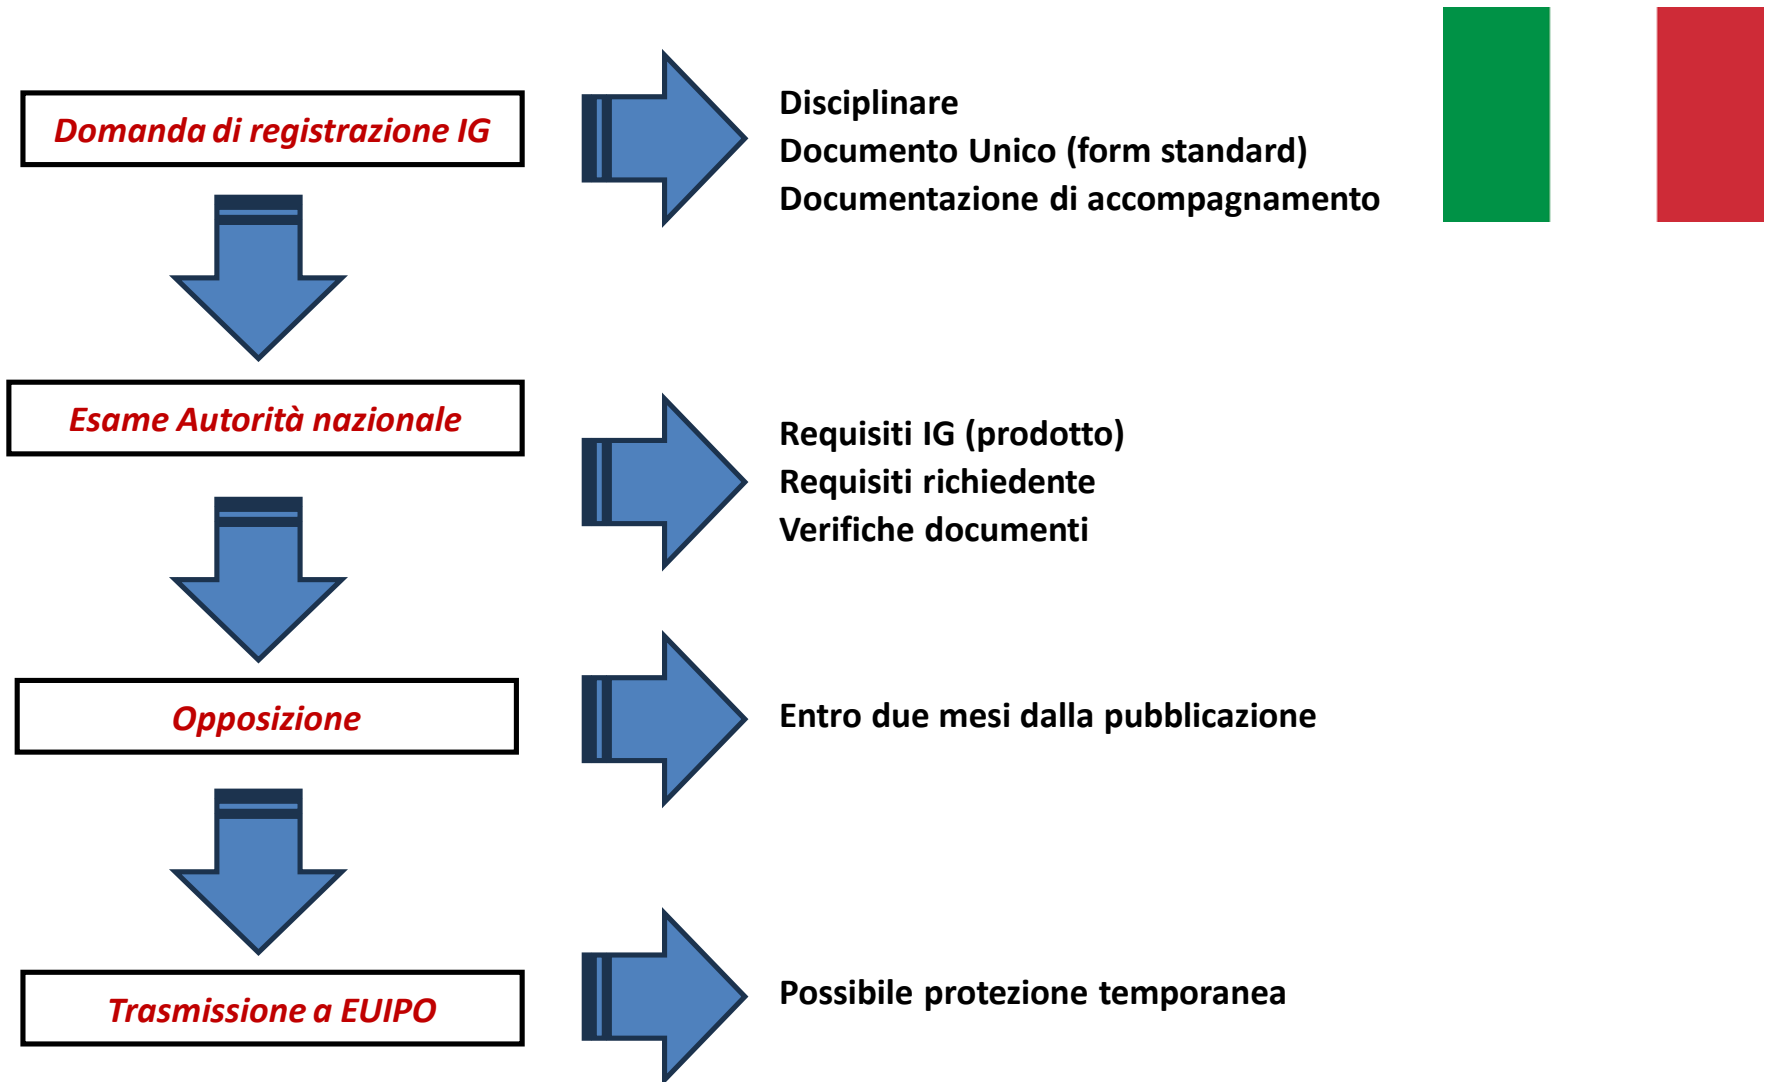 Domanda di registrazione IG
Disciplinare
Documento Unico (form standard)
Documentazione di accompagnamento
Esame Autorità nazionale
Requisiti IG (prodotto)
Requisiti richiedente
Verifiche documenti
Opposizione
Entro due mesi dalla pubblicazione
Trasmissione a EUIPO
Possibile protezione temporanea